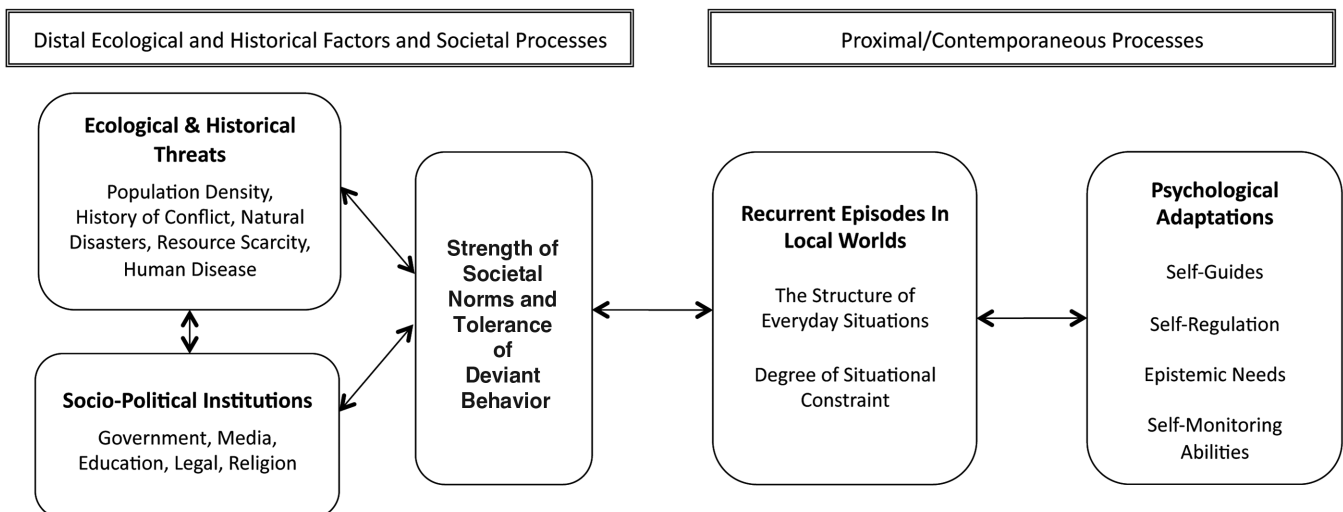 Distal Ecological and Historical Factors and Societal Processes
Proximal/Contemporaneous Processes
Ecological & Historical
Threats
Population Density,
History of Conflict, Natural
Disasters, Resource Scarcity,
Human Disease
Socio-Political Institutions
Government, Media,
Education, Legal, Religion
Strength of
Societal
Norms and
Tolerance
of
Deviant
Behavior
Recurrent Episodes In
Local Worlds
The Structure of
Everyday Situations
Degree of Situational
Constraint
Psychological
Adaptations
Self-Guides
Self-Regulation
Epistemic Needs
Self-Monitoring
Abilities